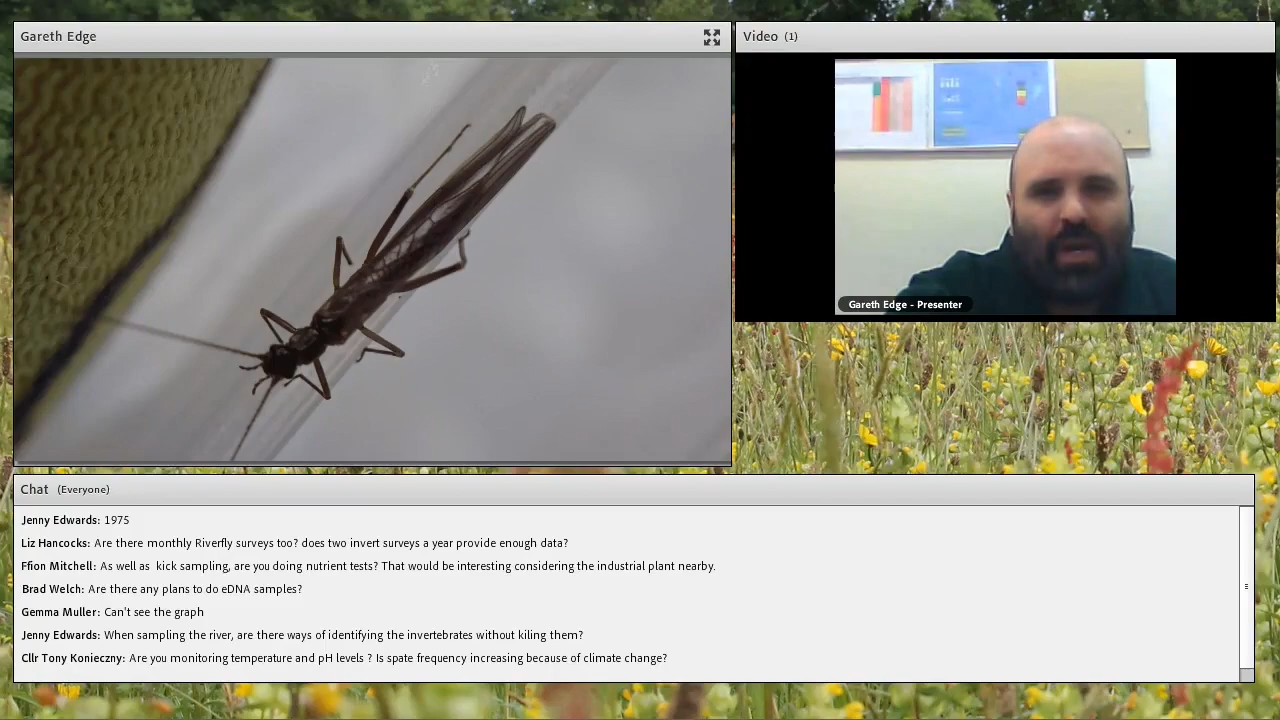 Gareth Edge
Video (1)
Gareth Edge - Presenter
Chat (Everyone)
Jenny Edwards: 1975
Liz Hancocks: Are there monthly Riverfly surveys too? does two invert surveys a year provide enough data?
Ffion Mitchell: As well as  kick sampling, are you doing nutrient tests? That would be interesting considering the industrial plant nearby.
Brad Welch: Are there any plans to do eDNA samples?
Gemma Muller: Can't see the graph
Jenny Edwards: When sampling the river, are there ways of identifying the invertebrates without kiling them?
Cllr Tony Konieczny: Are you monitoring temperature and pH levels ? Is spate frequency increasing because of climate change?